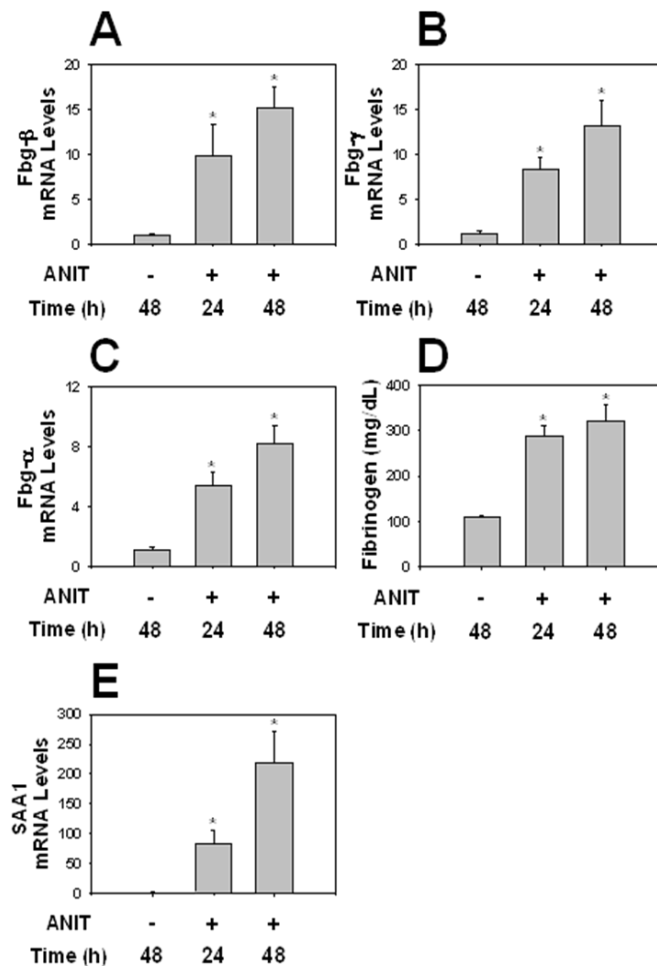 A
Fbg-β
mRNA Levels
20
15
10
5
0
*
*
ANIT - + +
Time (h) 48 24 48
B
Fbg-γ
mRNA Levels
20
15
10
5
0
*
*
ANIT - + +
Time (h) 48 24 48
C
Fbg-α
mRNA Levels
12
8
4
0
*
*
ANIT - + +
Time (h) 48 24 48
D
Fibrinogen (mg/dL)
400
300
200
100
0
*
*
ANIT - + +
Time (h) 48 24 48
E
SAA1
mRNA Levels
300
250
200
150
100
50
0
*
*
ANIT - + +
Time (h) 48 24 48